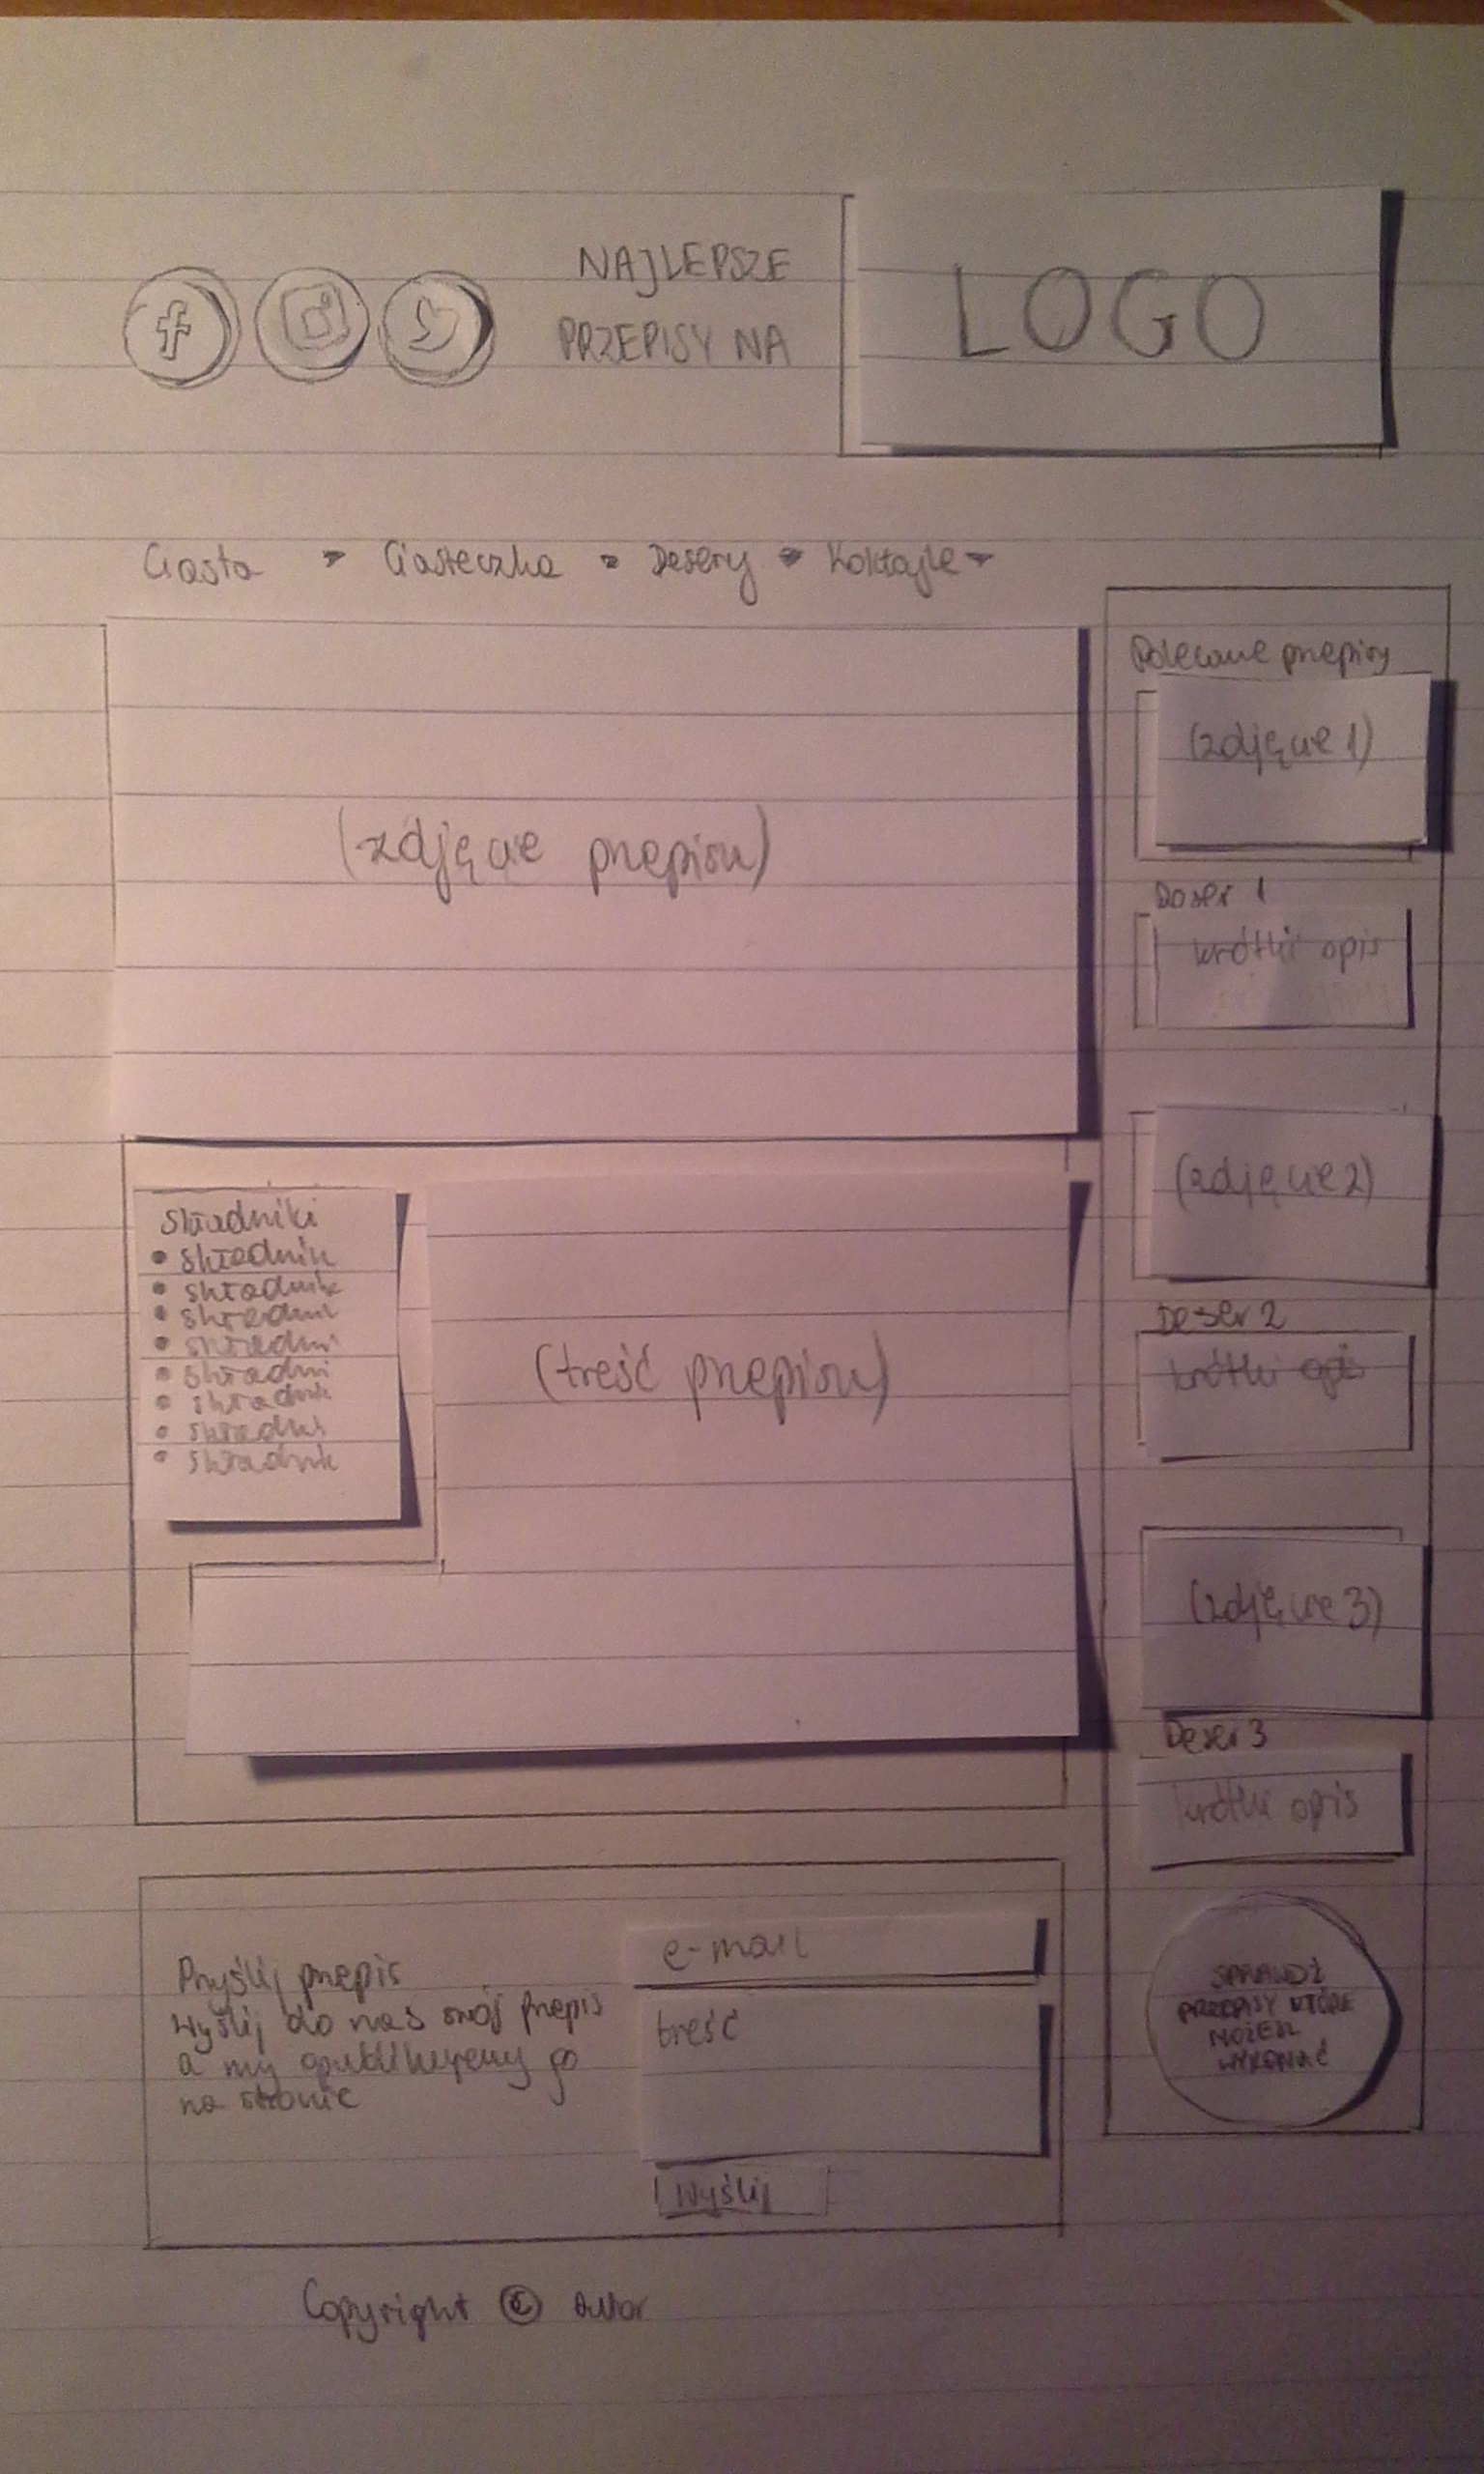 f
NAJLEPSZE
PRZEPISY NA
LOGO
Ciasta Ciasteczka Desery Koktajle
(zdjęcie przepisu)
Składniki
• składnik
• składnik
• składnik
• składni
• składni
• składnik
• składnik
• składnik
(treść przepisu)
Polecane przepisy
(zdjęcie 1)
Deser 1
krótki opis
(zdjęcie 2)
Deser 2
krótki opis
(zdjęcie 3)
Deser 3
krótki opis
SPRAWDŹ
PRZEPISY KTÓRE
MOŻESZ
WYKONAĆ
Przyślij przepis
Wyślij do nas swój przepis
a my opublikujemy go
na stronie
e-mail
treść
Wyślij
Copyright © Autor